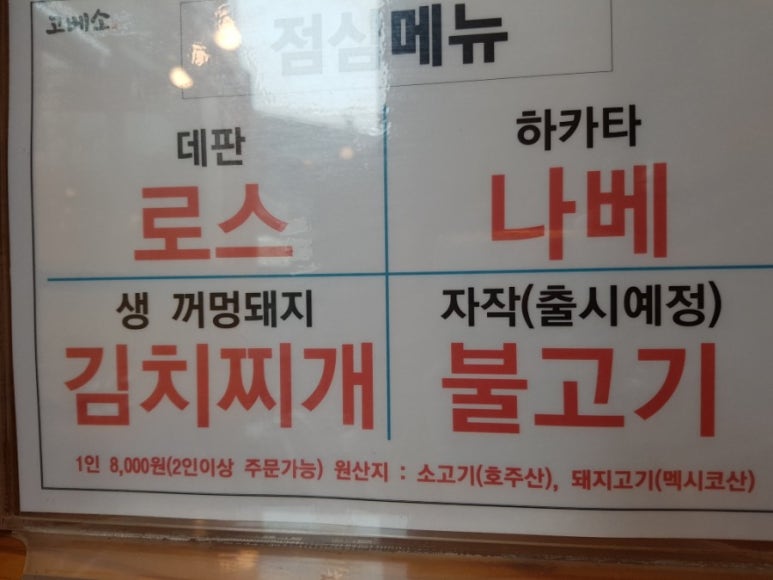 고베소
점심메뉴
데판
로스
하카타
나베
생 꺼멍돼지
김치찌개
자작(출시예정)
불고기
1인 8,000원(2인이상 주문가능) 원산지 : 소고기(호주산), 돼지고기(멕시코산)